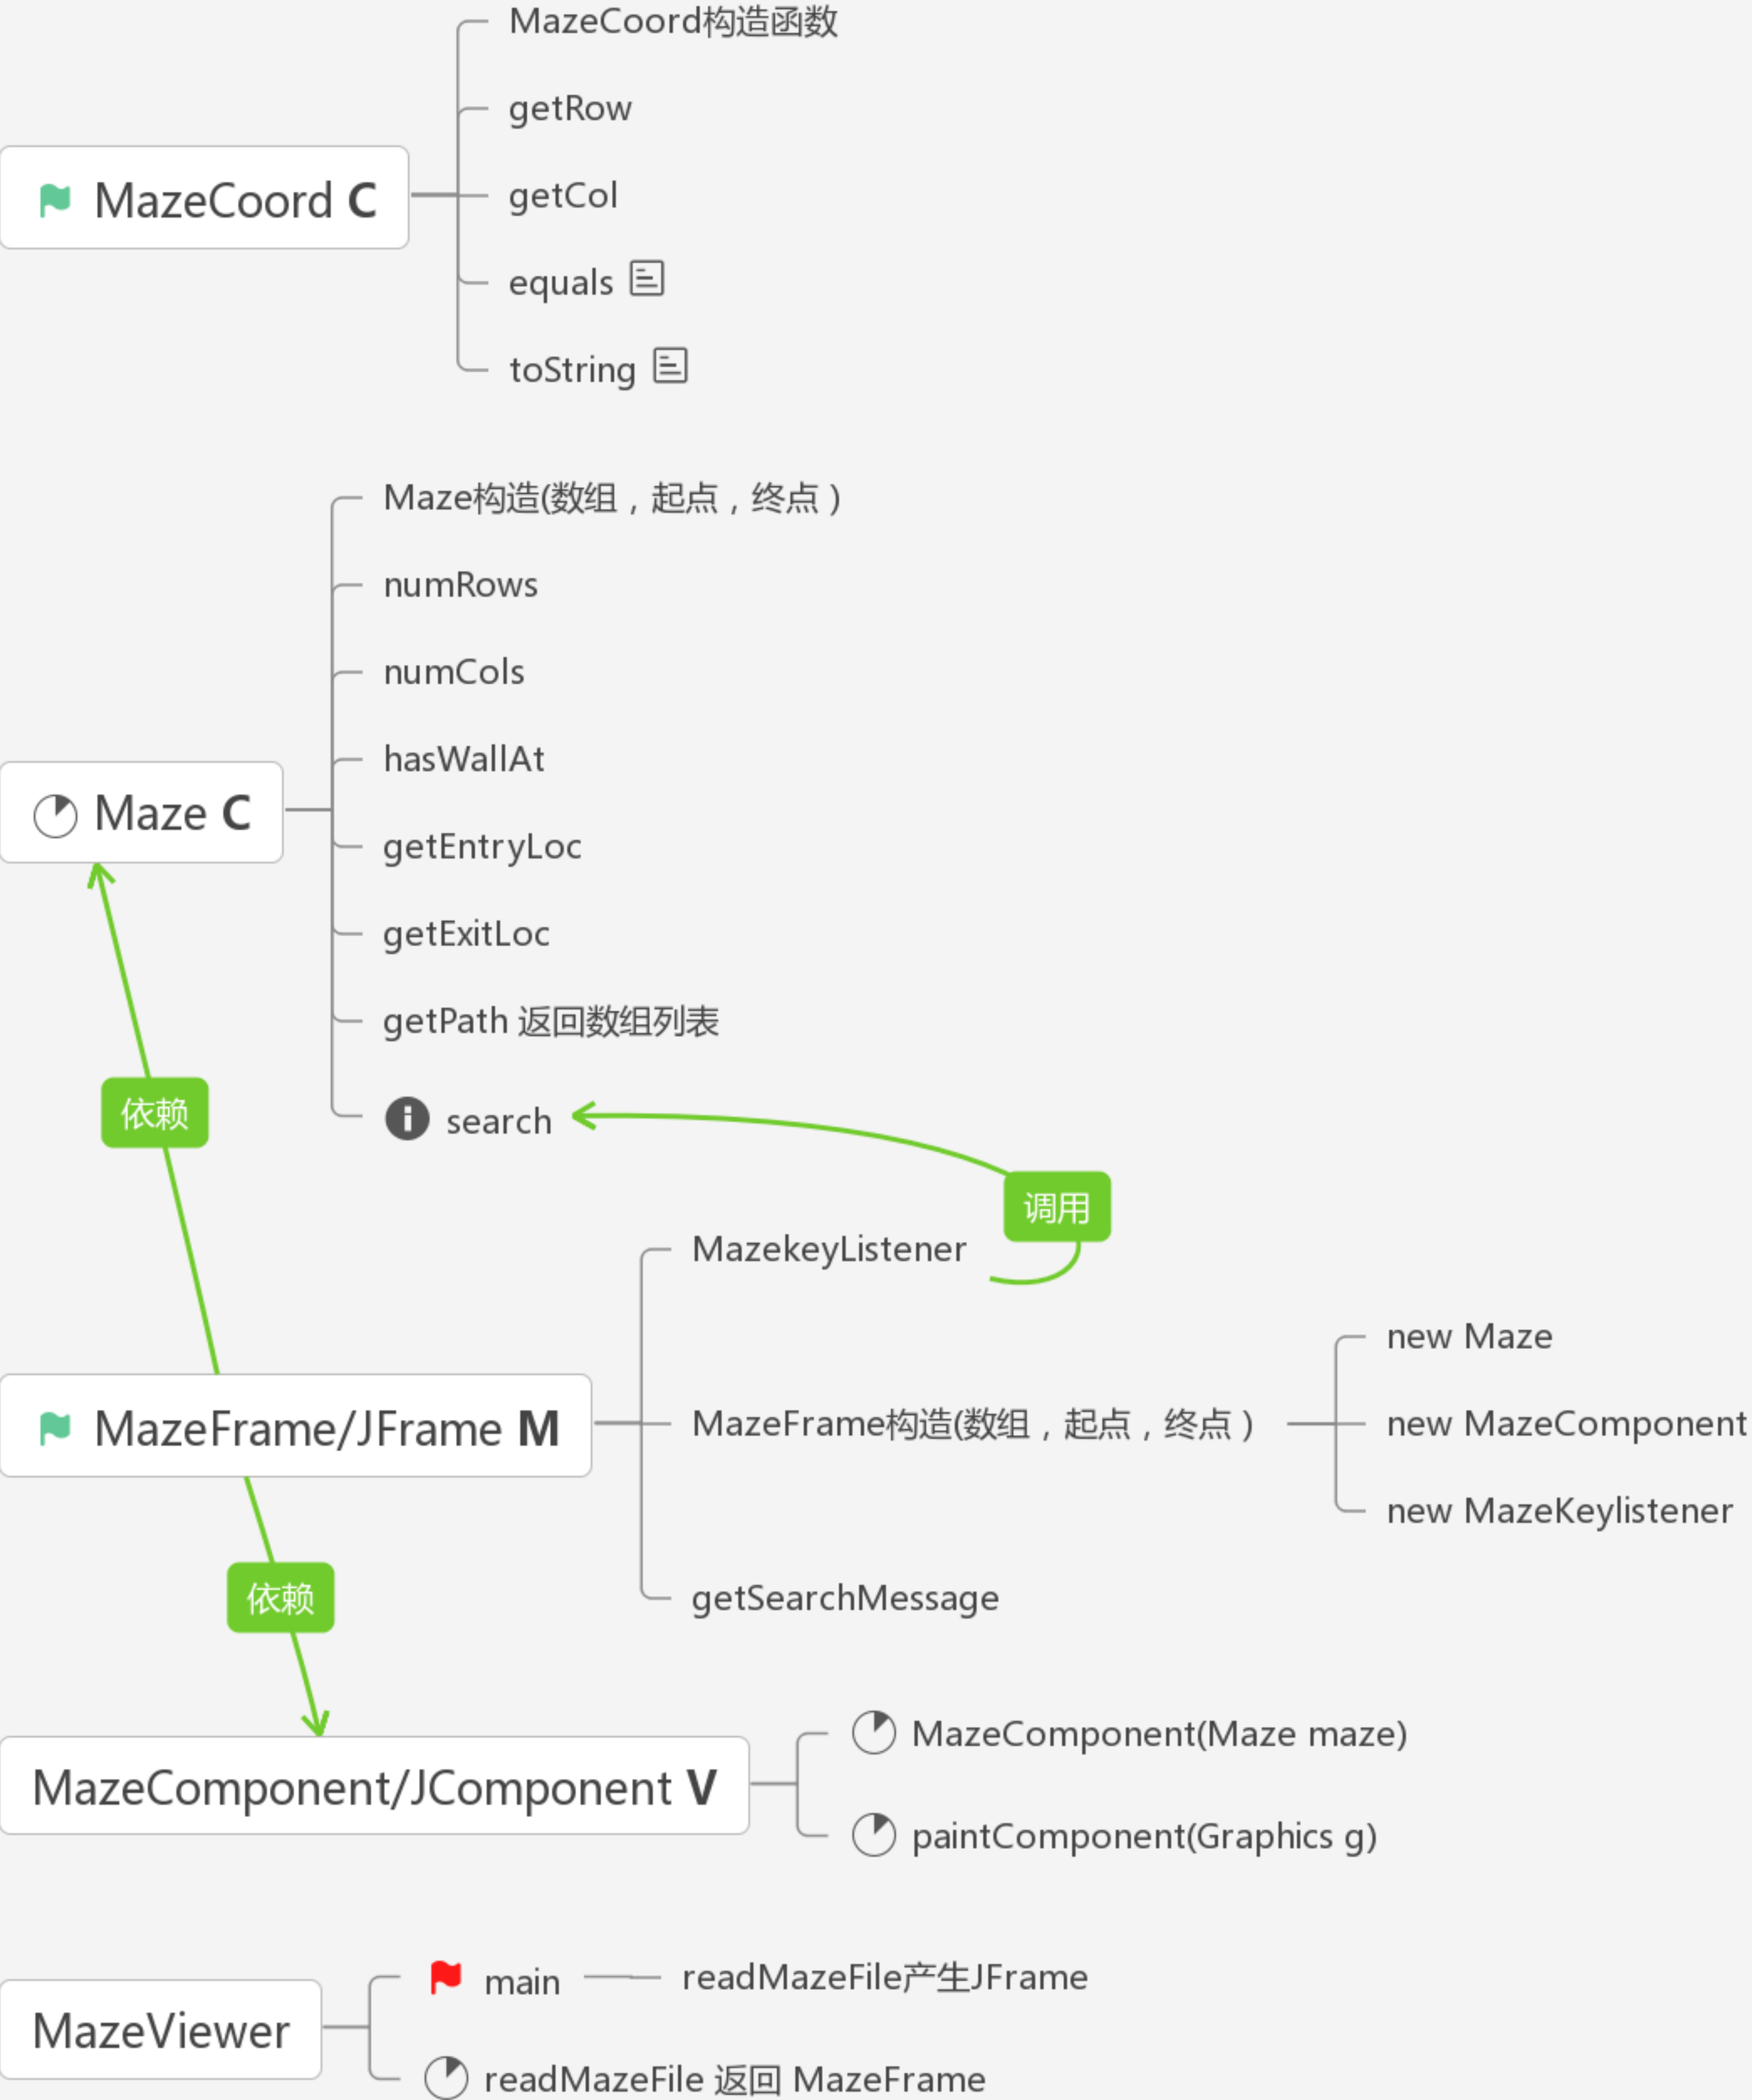 MazeCoord构造函数
getRow
MazeCoord C
getCol
equals
toString
Maze构造(数组，起点，终点）
numRows
numCols
hasWallAt
Maze C
getEntryLoc
getExitLoc
getPath 返回数组列表
依赖
search
调用
MazekeyListener
new Maze
MazeFrame/JFrame M
MazeFrame构造(数组，起点，终点）
new MazeComponent
new MazeKeylistener
依赖
getSearchMessage
MazeComponent(Maze maze)
MazeComponent/JComponent V
paintComponent(Graphics g)
main
readMazeFile产生JFrame
MazeViewer
readMazeFile 返回 MazeFrame